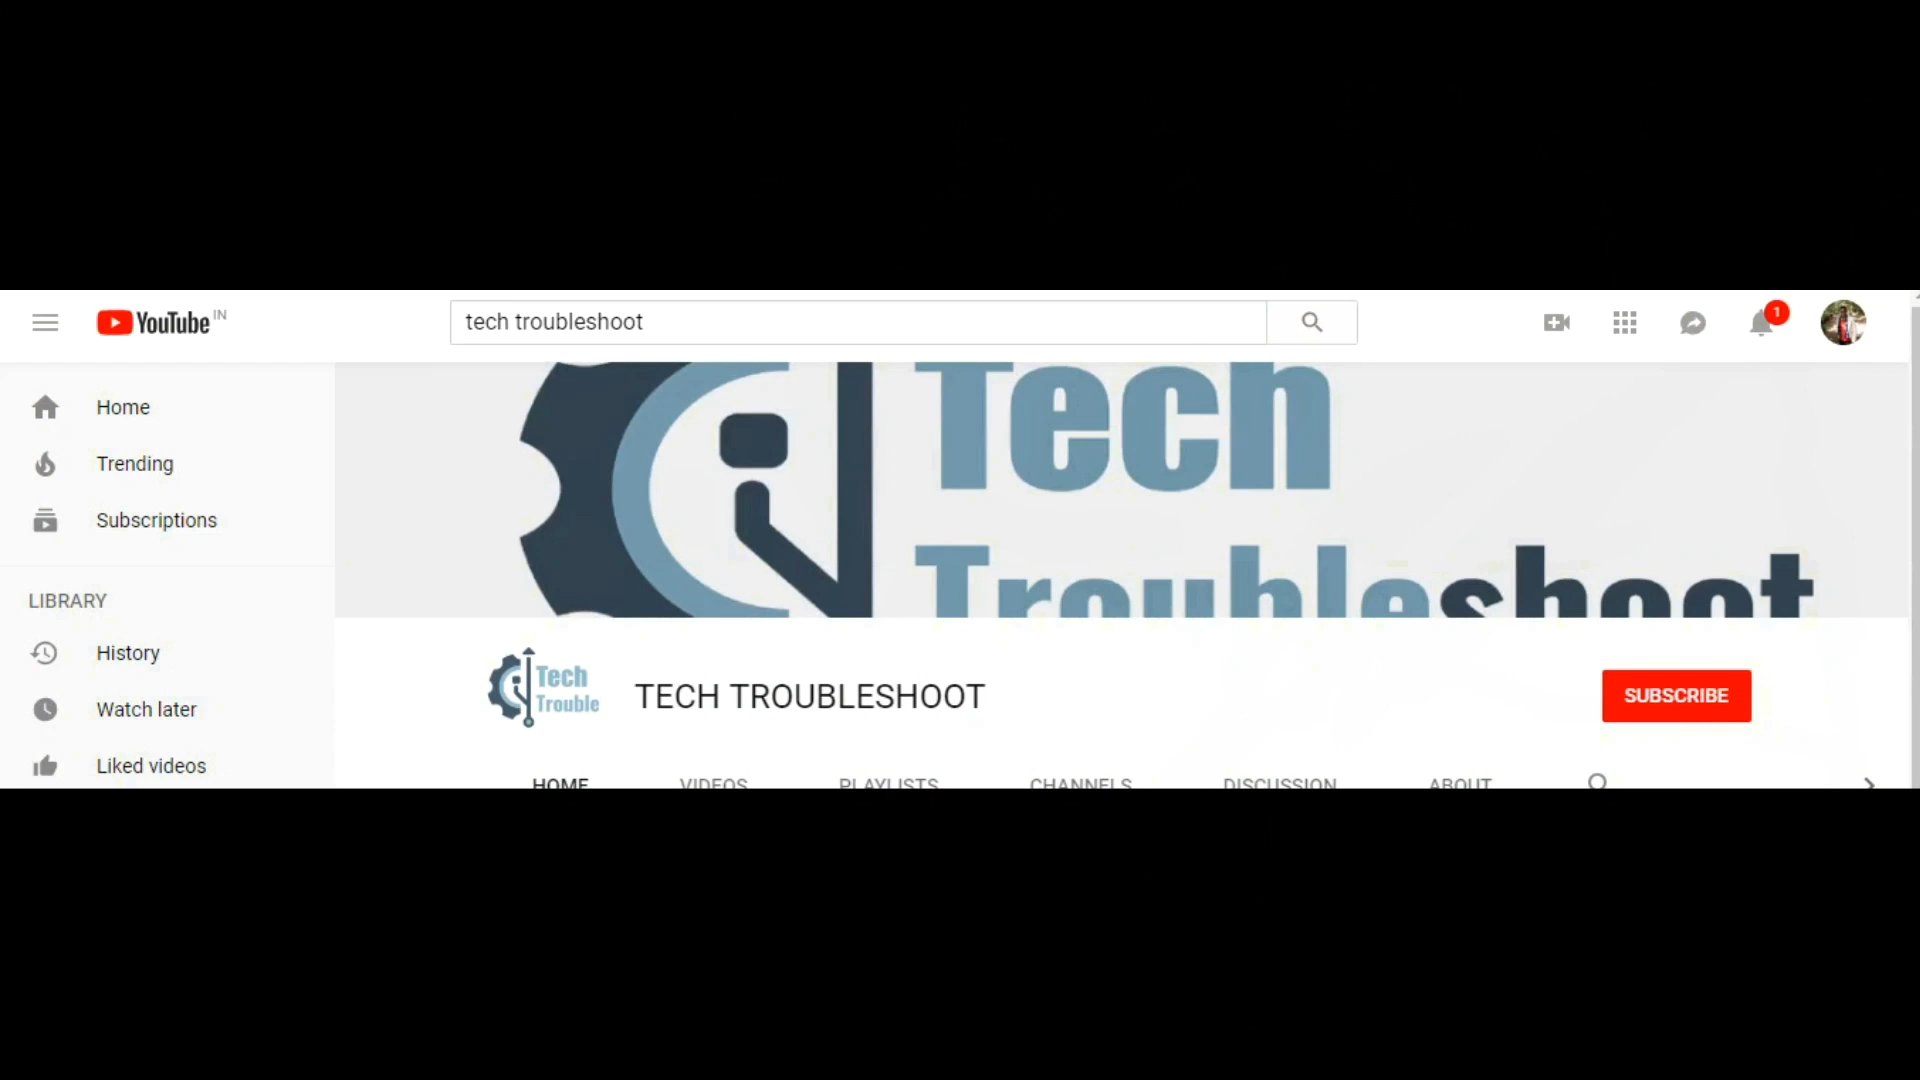 YouTube IN
tech troubleshoot
1
Home
Trending
Subscriptions
LIBRARY
History
Watch later
Liked videos
Tech
Troubleshoot
Tech
Trouble
TECH TROUBLESHOOT
SUBSCRIBE
HOME VIDEOS PLAYLISTS CHANNELS DISCUSSION ABOUT